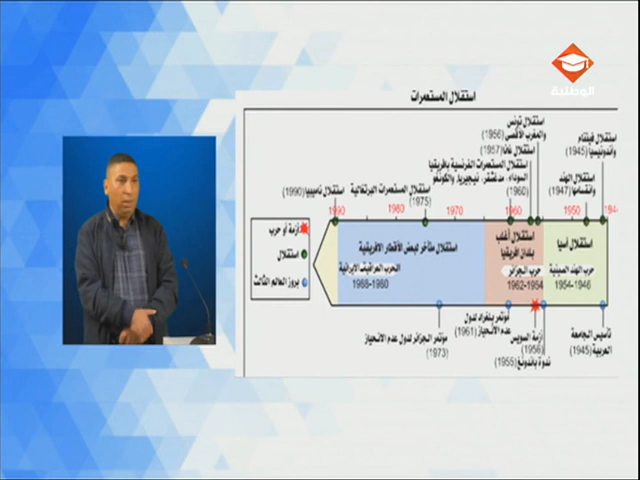 الوطنية
استقلال المستعمرات
استقلال تونس
والمغرب الأقصى
(1956)
استقلال غانا (1957)
استقلال المستعمرات الفرنسية بافريقيا
السوداء، مدغشقر، نيجيريا، والكونغو
(1960)
استقلال فيتنام
وأندونيسيا
(1945)
استقلال الهند
وانقسامها
(1947)
استقلال المستعمرات البرتغالية
(1975)
استقلال ناميبيا (1990)
1990
1980
1970
1960
1950
أزمة أو حرب
استقلال
بروز العالم الثالث
استقلال متأخر لبعض الأقطار الافريقية
الحرب العراقية الايرانية
1988-1980
استقلال أغلب
بلدان افريقيا
حرب الجزائر
1962-1954
استقلال آسيا
حرب الهند الصينية
1954-1946
مؤتمر الجزائر لدول عدم الانحياز
(1973)
مؤتمر بلغراد لدول
عدم الانحياز (1961)
أزمة السويس
(1956)
ندوة باندونغ (1955)
تأسيس الجامعة
العربية (1945)